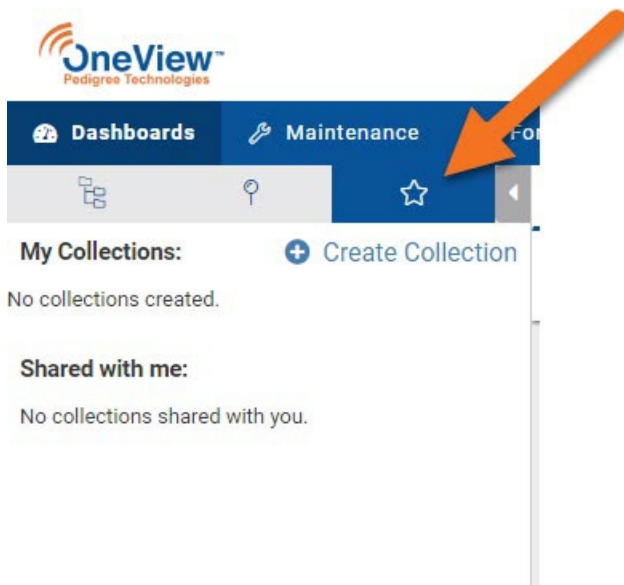 OneView™
Pedigree Technologies
Dashboards Maintenance Fo
My Collections: Create Collection
No collections created.
Shared with me:
No collections shared with you.